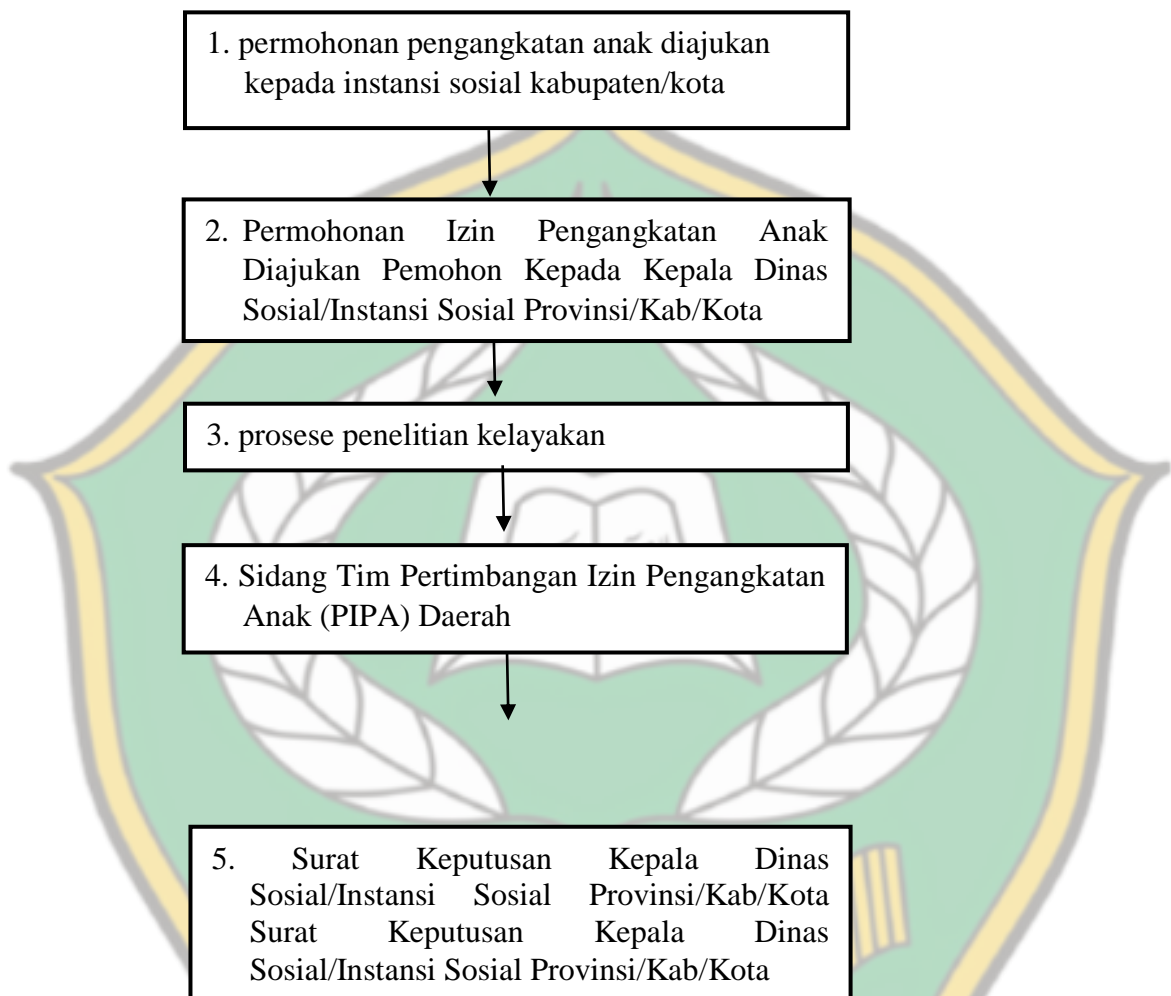 1. permohonan pengangkatan anak diajukan
kepada instansi sosial kabupaten/kota
2. Permohonan Izin Pengangkatan Anak
Diajukan Pemohon Kepada Kepala Dinas
Sosial/Instansi Sosial Provinsi/Kab/Kota
3. prosese penelitian kelayakan
4. Sidang Tim Pertimbangan Izin Pengangkatan
Anak (PIPA) Daerah
5. Surat Keputusan Kepala Dinas
Sosial/Instansi Sosial Provinsi/Kab/Kota
Surat Keputusan Kepala Dinas
Sosial/Instansi Sosial Provinsi/Kab/Kota